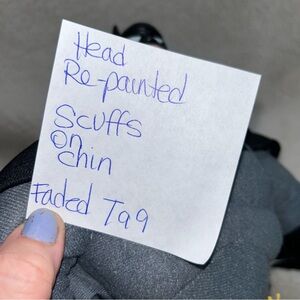 Head
Re-painted
Scuffs
on
chin
Faded Tag